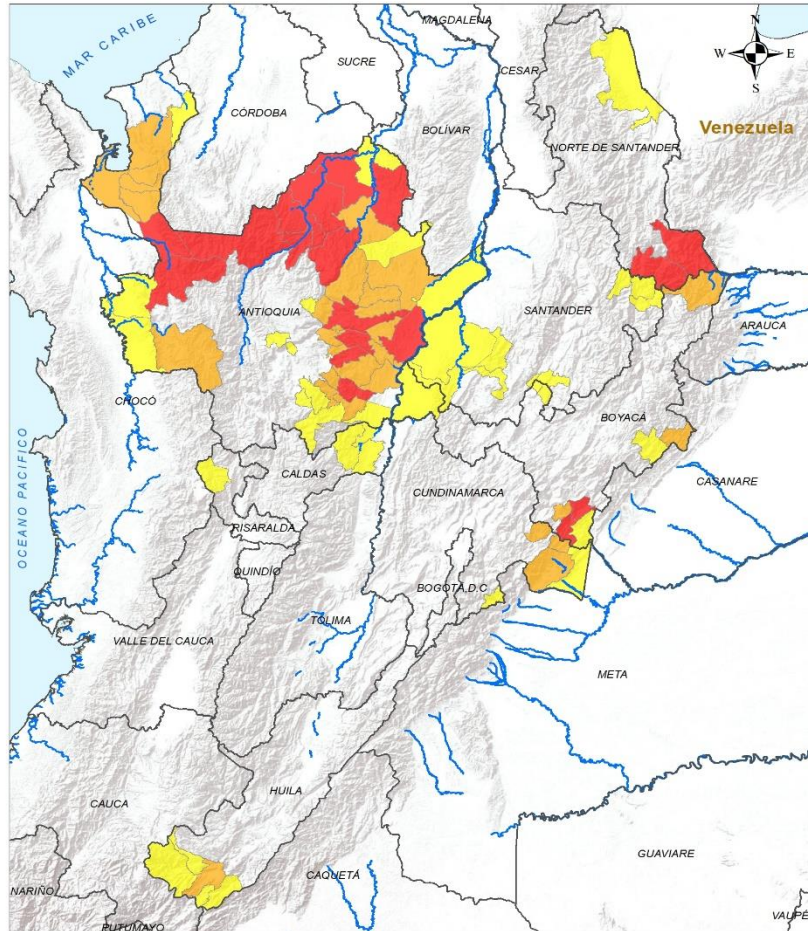 MAGDALENA
MAR CARIBE
SUCRE
CESAR
N
W E
S
CÓRDOBA
BOLÍVAR
Venezuela
NORTE DE SANTANDER
ANTIOQUIA
SANTANDER
ARAUCA
CHOCÓ
BOYACÁ
OCEANO PACIFICO
CALDAS
CUNDINAMARCA
CASANARE
RISARALDA
QUINDÍO
BOGOTÁ, D.C
TOLIMA
VALLE DEL CAUCA
META
HUILA
CAUCA
GUAVIARE
CAQUETÁ
NARIÑO
VAUPÉ
PUTUMAYO